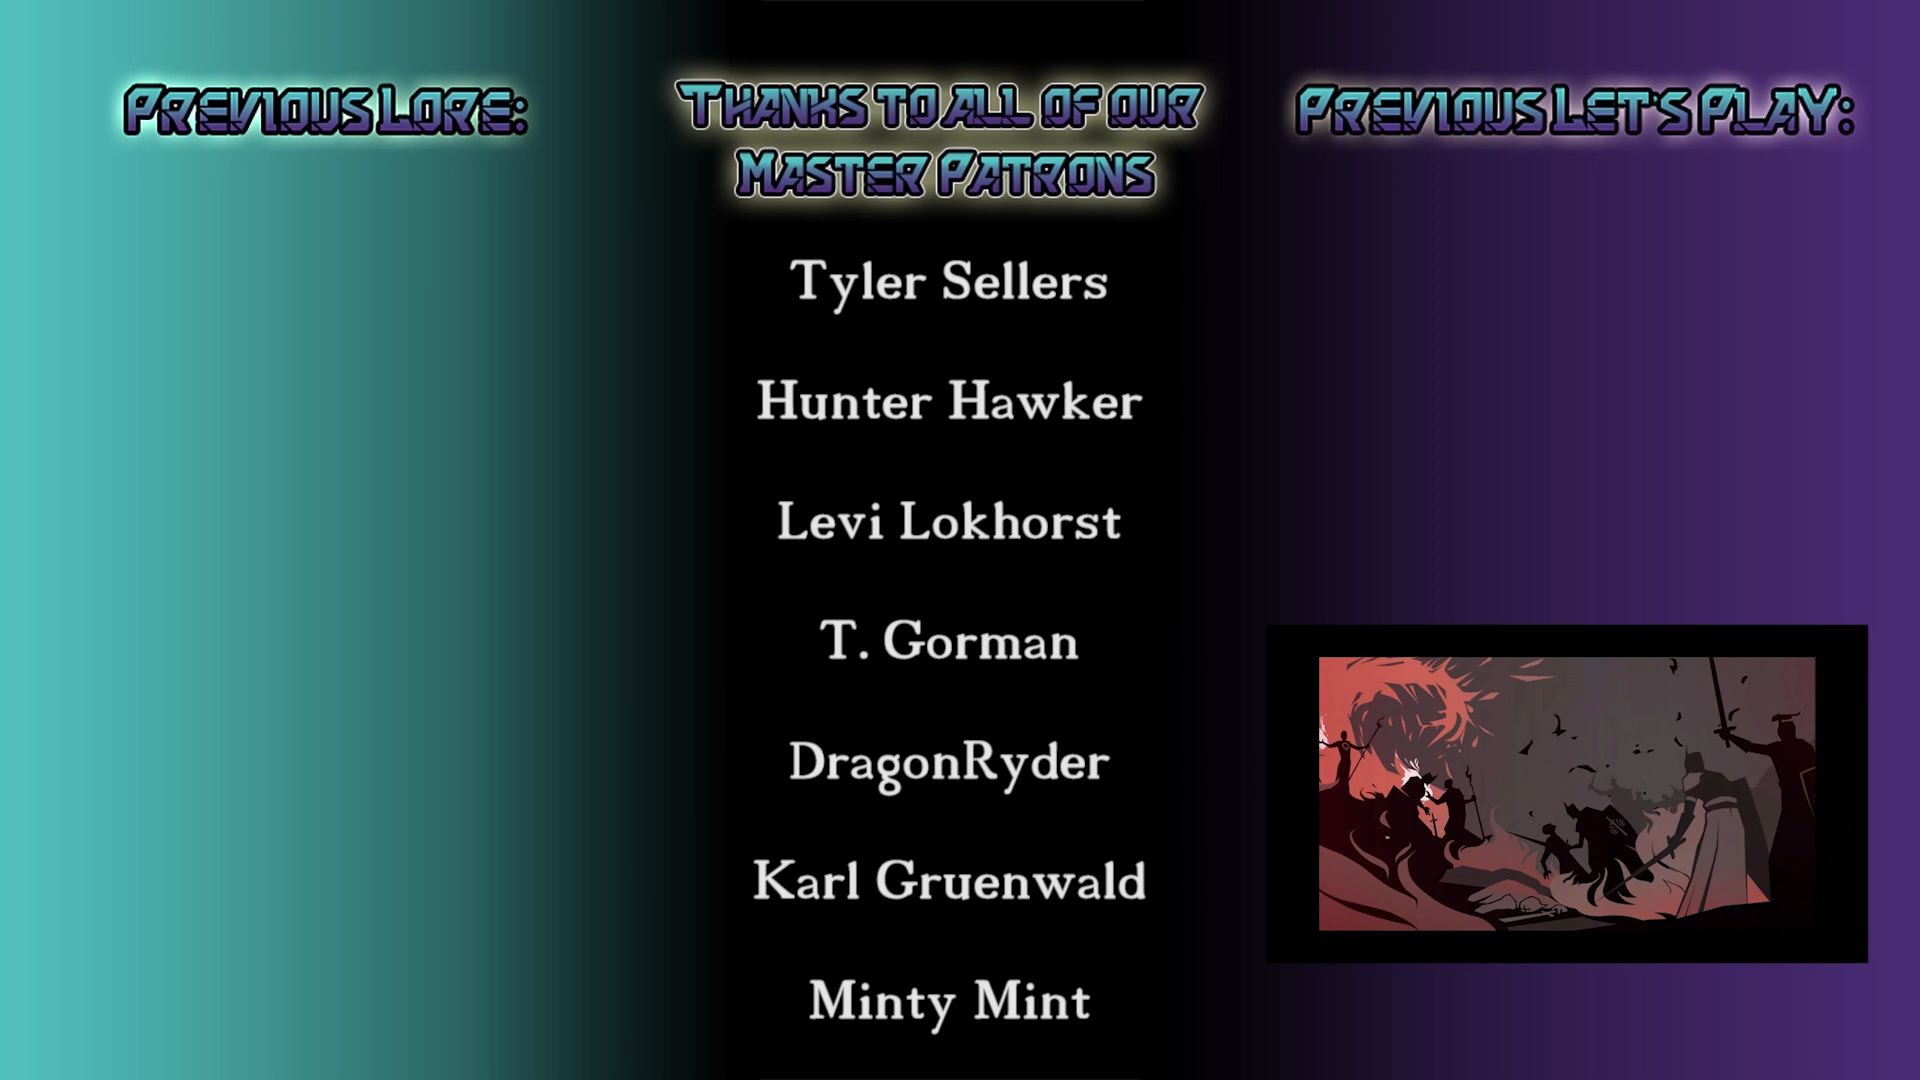 Previous Lore:
Thanks to all of our
Master Patrons
Previous Let's Play:
Tyler Sellers
Hunter Hawker
Levi Lokhorst
T. Gorman
DragonRyder
Karl Gruenwald
Minty Mint